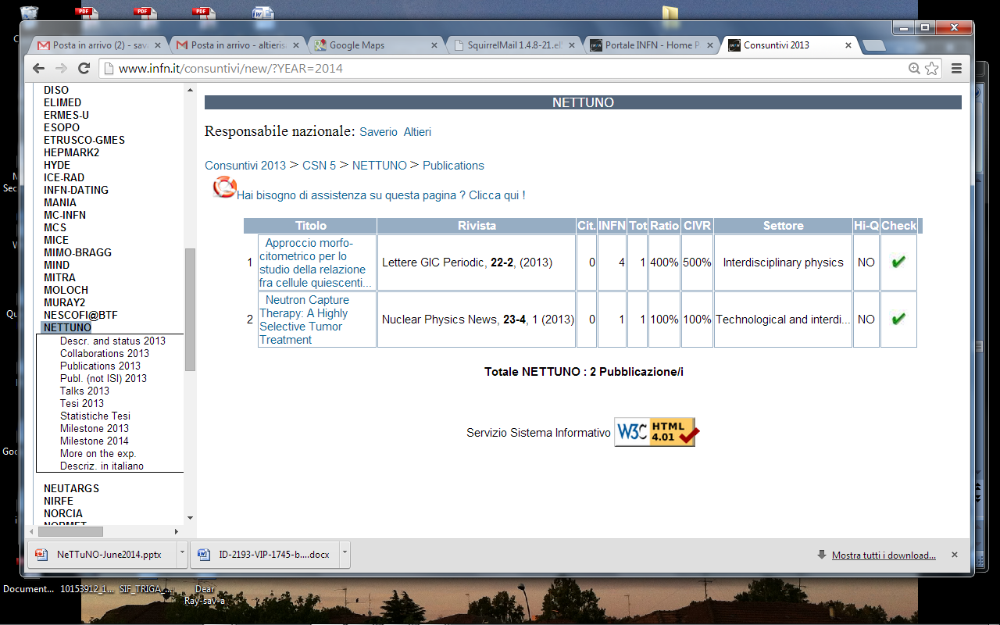 Posta in arrivo (2) - sav
Posta in arrivo - altieris
Google Maps
SquirrelMail 1.4.8-21.el5
Portale INFN - Home P
Consuntivi 2013
www.infn.it/consuntivi/new/?YEAR=2014
DISO
ELIMED
ERMES-U
ESOPO
ETRUSCO-GMES
HEPMARK2
HYDE
ICE-RAD
INFN-DATING
MANIA
MC-INFN
MCS
MICE
MIMO-BRAGG
MIND
MITRA
MOLOCH
MURAY2
NESCOFI@BTF
NETTUNO
Descr. and status 2013
Collaborations 2013
Publications 2013
Publ. (not ISI) 2013
Talks 2013
Tesi 2013
Statistiche Tesi
Milestone 2013
Milestone 2014
More on the exp.
Descriz. in italiano
NEUTARGS
NIRFE
NORCIA
NORMET
NETTUNO
Responsabile nazionale: Saverio Altieri
Consuntivi 2013 > CSN 5 > NETTUNO > Publications
Hai bisogno di assistenza su questa pagina ? Clicca qui !
Titolo Rivista Cit. INFN Tot Ratio CIVR Settore Hi-Q Check
1 Approccio morfo-
citometrico per lo
studio della relazione
fra cellule quiescenti...
Lettere GIC Periodic, 22-2, (2013) 0 4 1 400% 500% Interdisciplinary physics NO
2 Neutron Capture
Therapy: A Highly
Selective Tumor
Treatment
Nuclear Physics News, 23-4, 1 (2013) 0 1 1 100% 100% Technological and interdi... NO
Totale NETTUNO : 2 Pubblicazione/i
Servizio Sistema Informativo
W3C HTML
4.01
NeTTuNO-June2014.pptx
ID-2193-VIP-1745-b....docx
Mostra tutti i download...
Document...
10153912_1...
SIF_TRIGA_...
Dear
Ray-sav-a
PDF
PDF
PDF
Sec
Qu
Goo